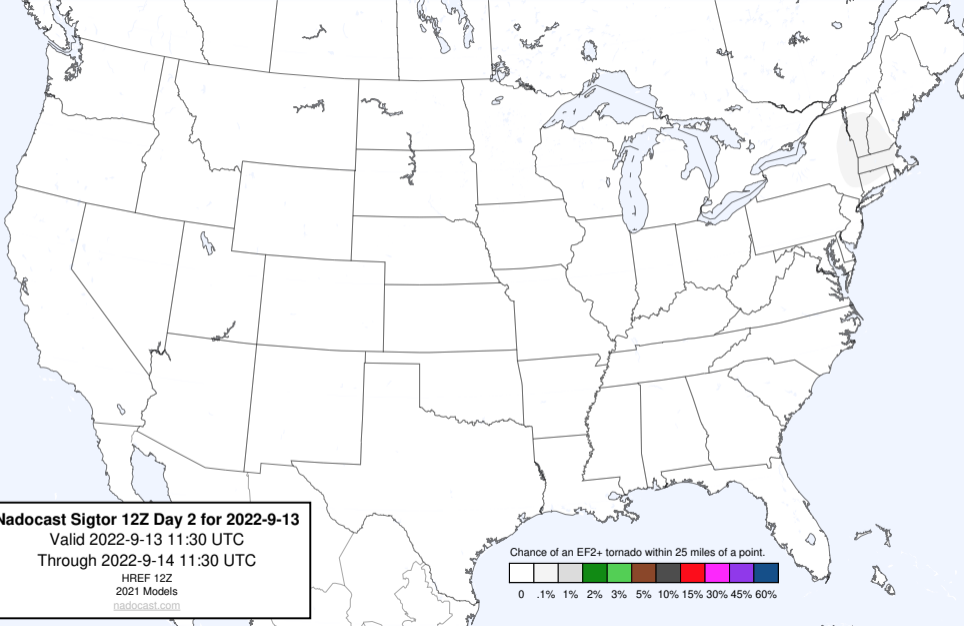 Nadocast Sigtor 12Z Day 2 for 2022-9-13
Valid 2022-9-13 11:30 UTC
Through 2022-9-14 11:30 UTC
HREF 12Z
2021 Models
nadocast.com
Chance of an EF2+ tornado within 25 miles of a point.
0 .1% 1% 2% 3% 5% 10% 15% 30% 45% 60%